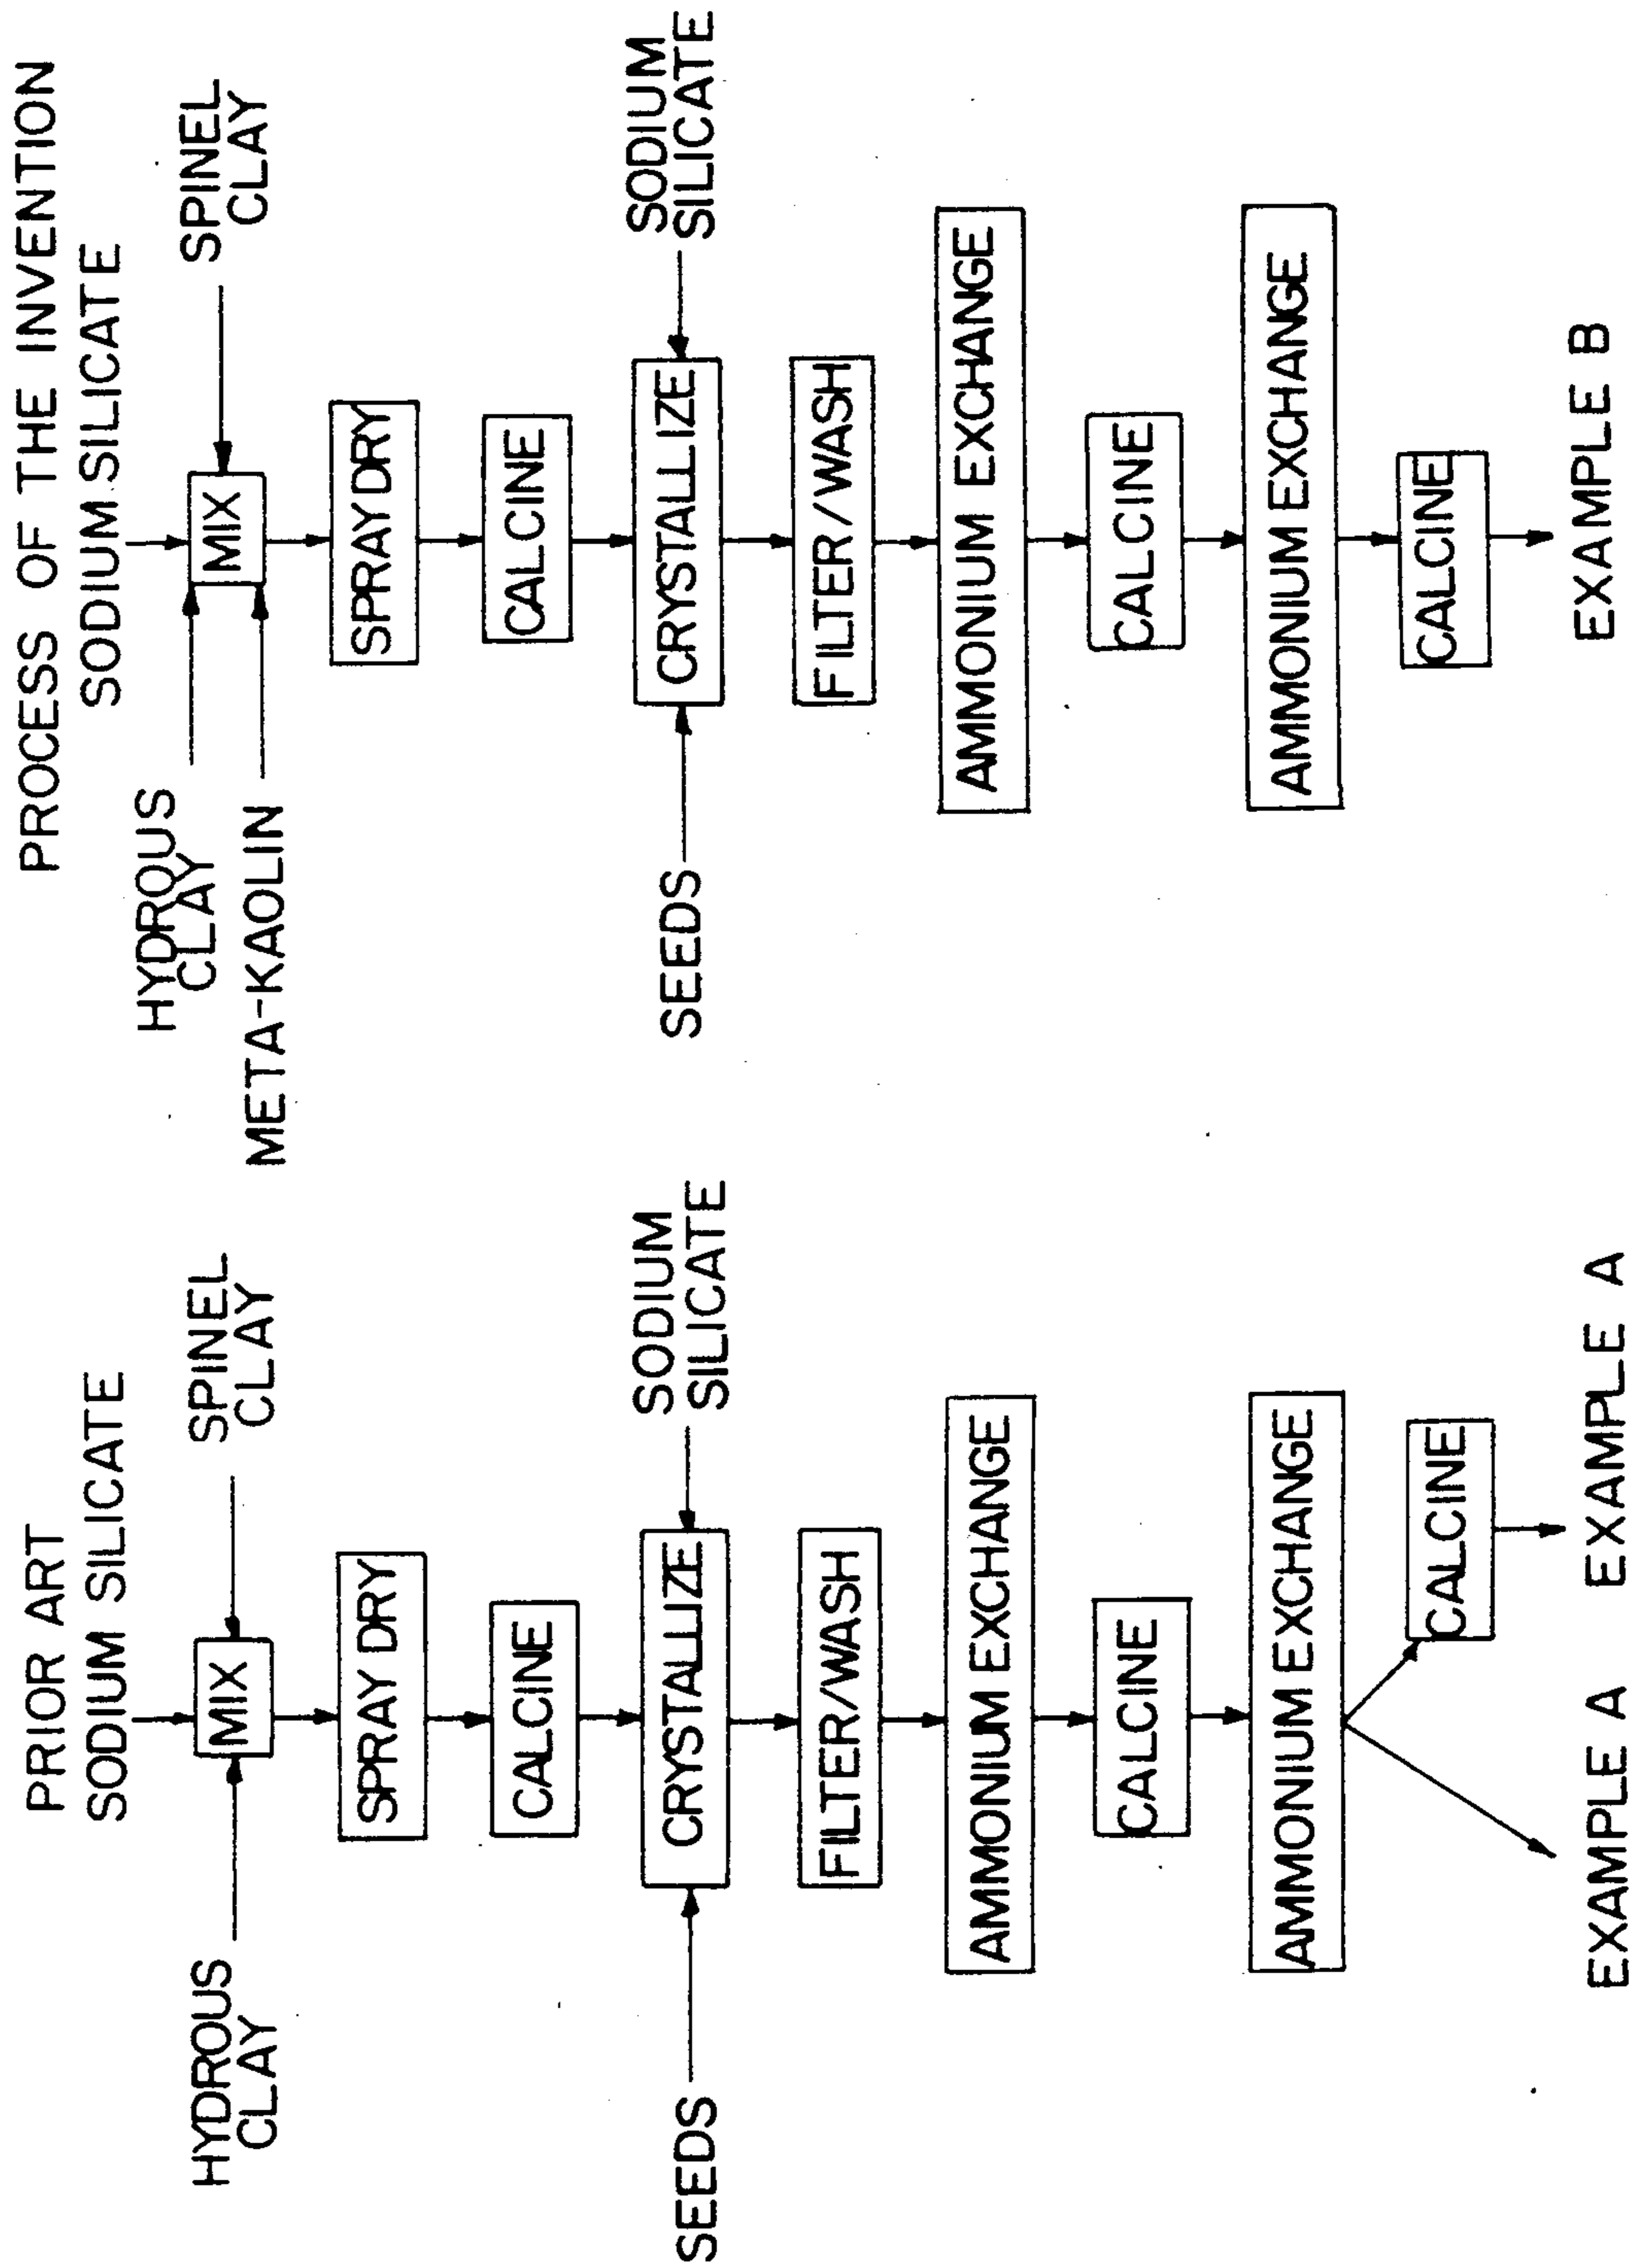 PRIOR ART
SODIUM SILICATE
HYDROUS
CLAY
SPINEL
CLAY
MIX
SPRAY DRY
CALCINE
SEEDS
CRYSTALLIZE
SODIUM
SILICATE
FILTER/WASH
AMMONIUM EXCHANGE
CALCINE
AMMONIUM EXCHANGE
CALCINE
EXAMPLE A
EXAMPLE A
PROCESS OF THE INVENTION
SODIUM SILICATE
HYDROUS
CLAY
META-KAOLIN
SPINEL
CLAY
MIX
SPRAY DRY
CALCINE
SEEDS
CRYSTALLIZE
SODIUM
SILICATE
FILTER/WASH
AMMONIUM EXCHANGE
CALCINE
AMMONIUM EXCHANGE
CALCINE
EXAMPLE B